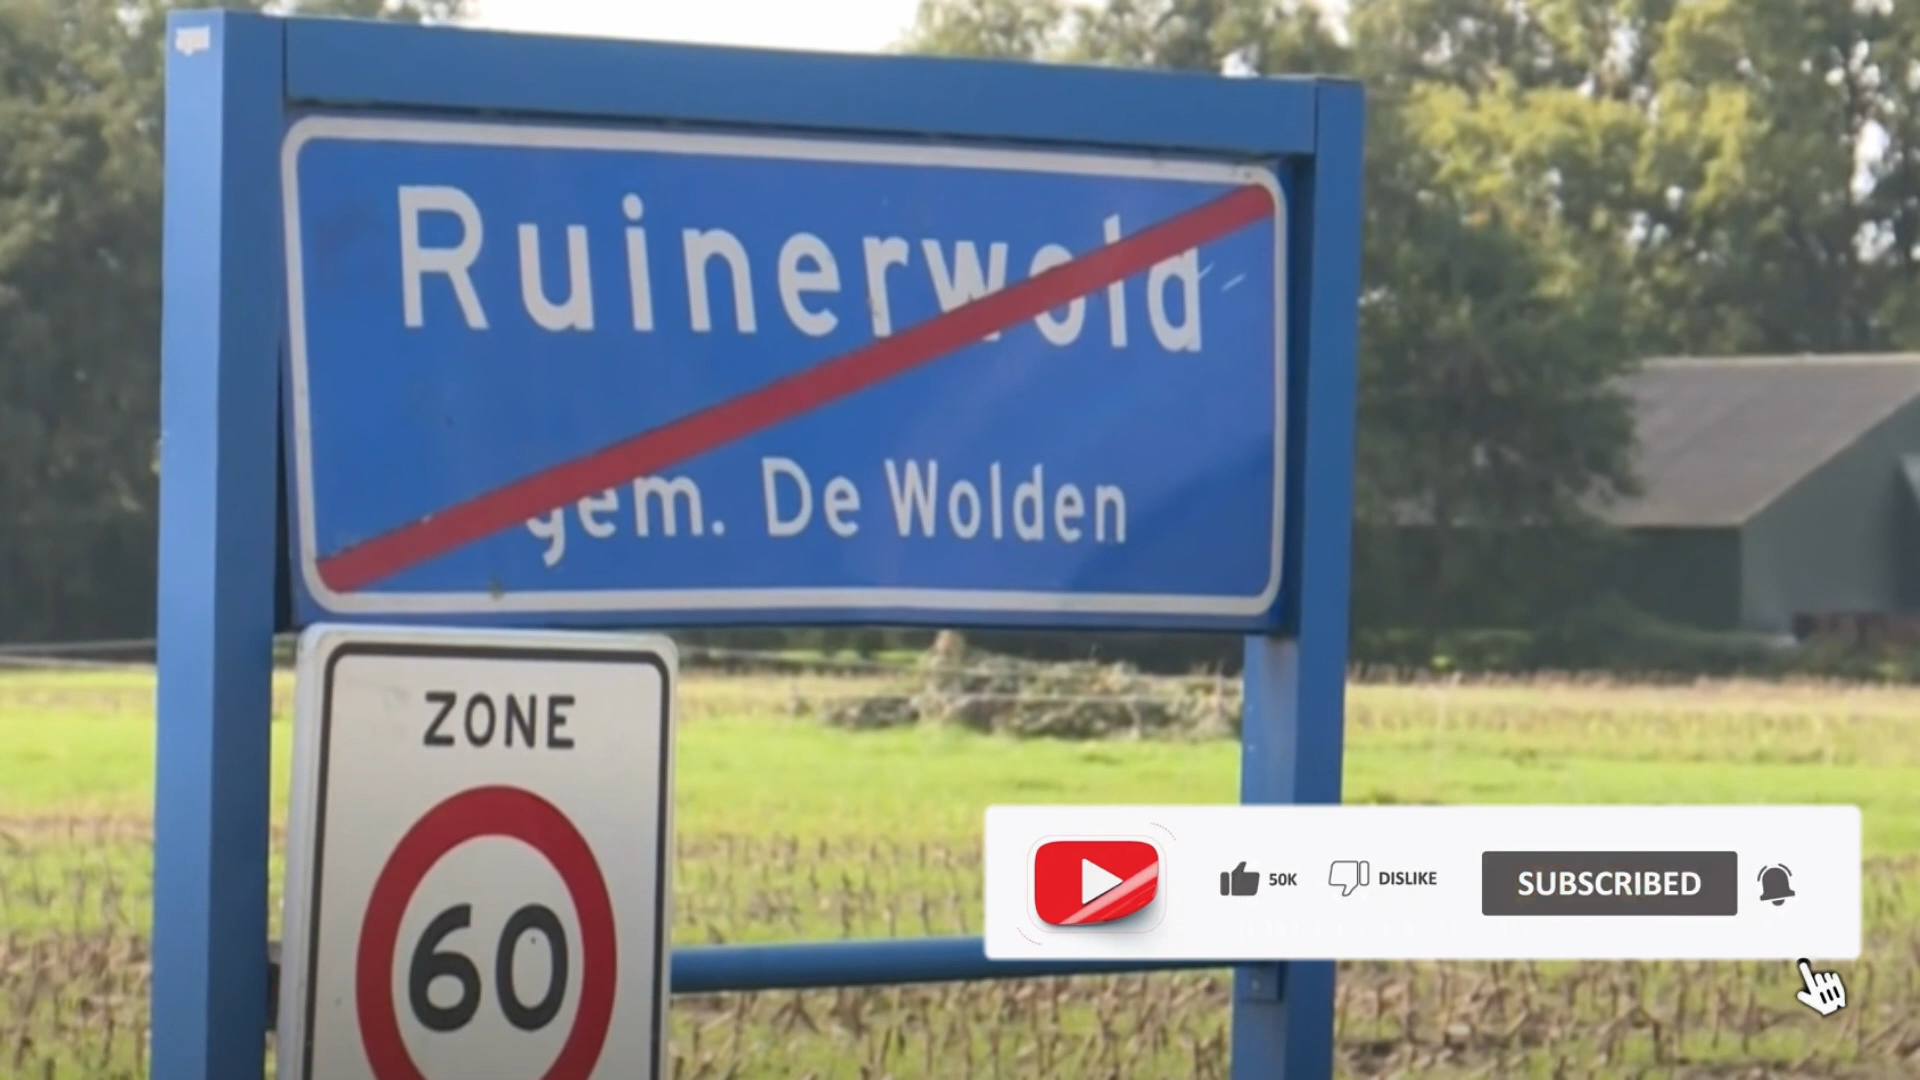 Ruinerwold
gem. De Wolden
ZONE
60
50K
DISLIKE
SUBSCRIBED